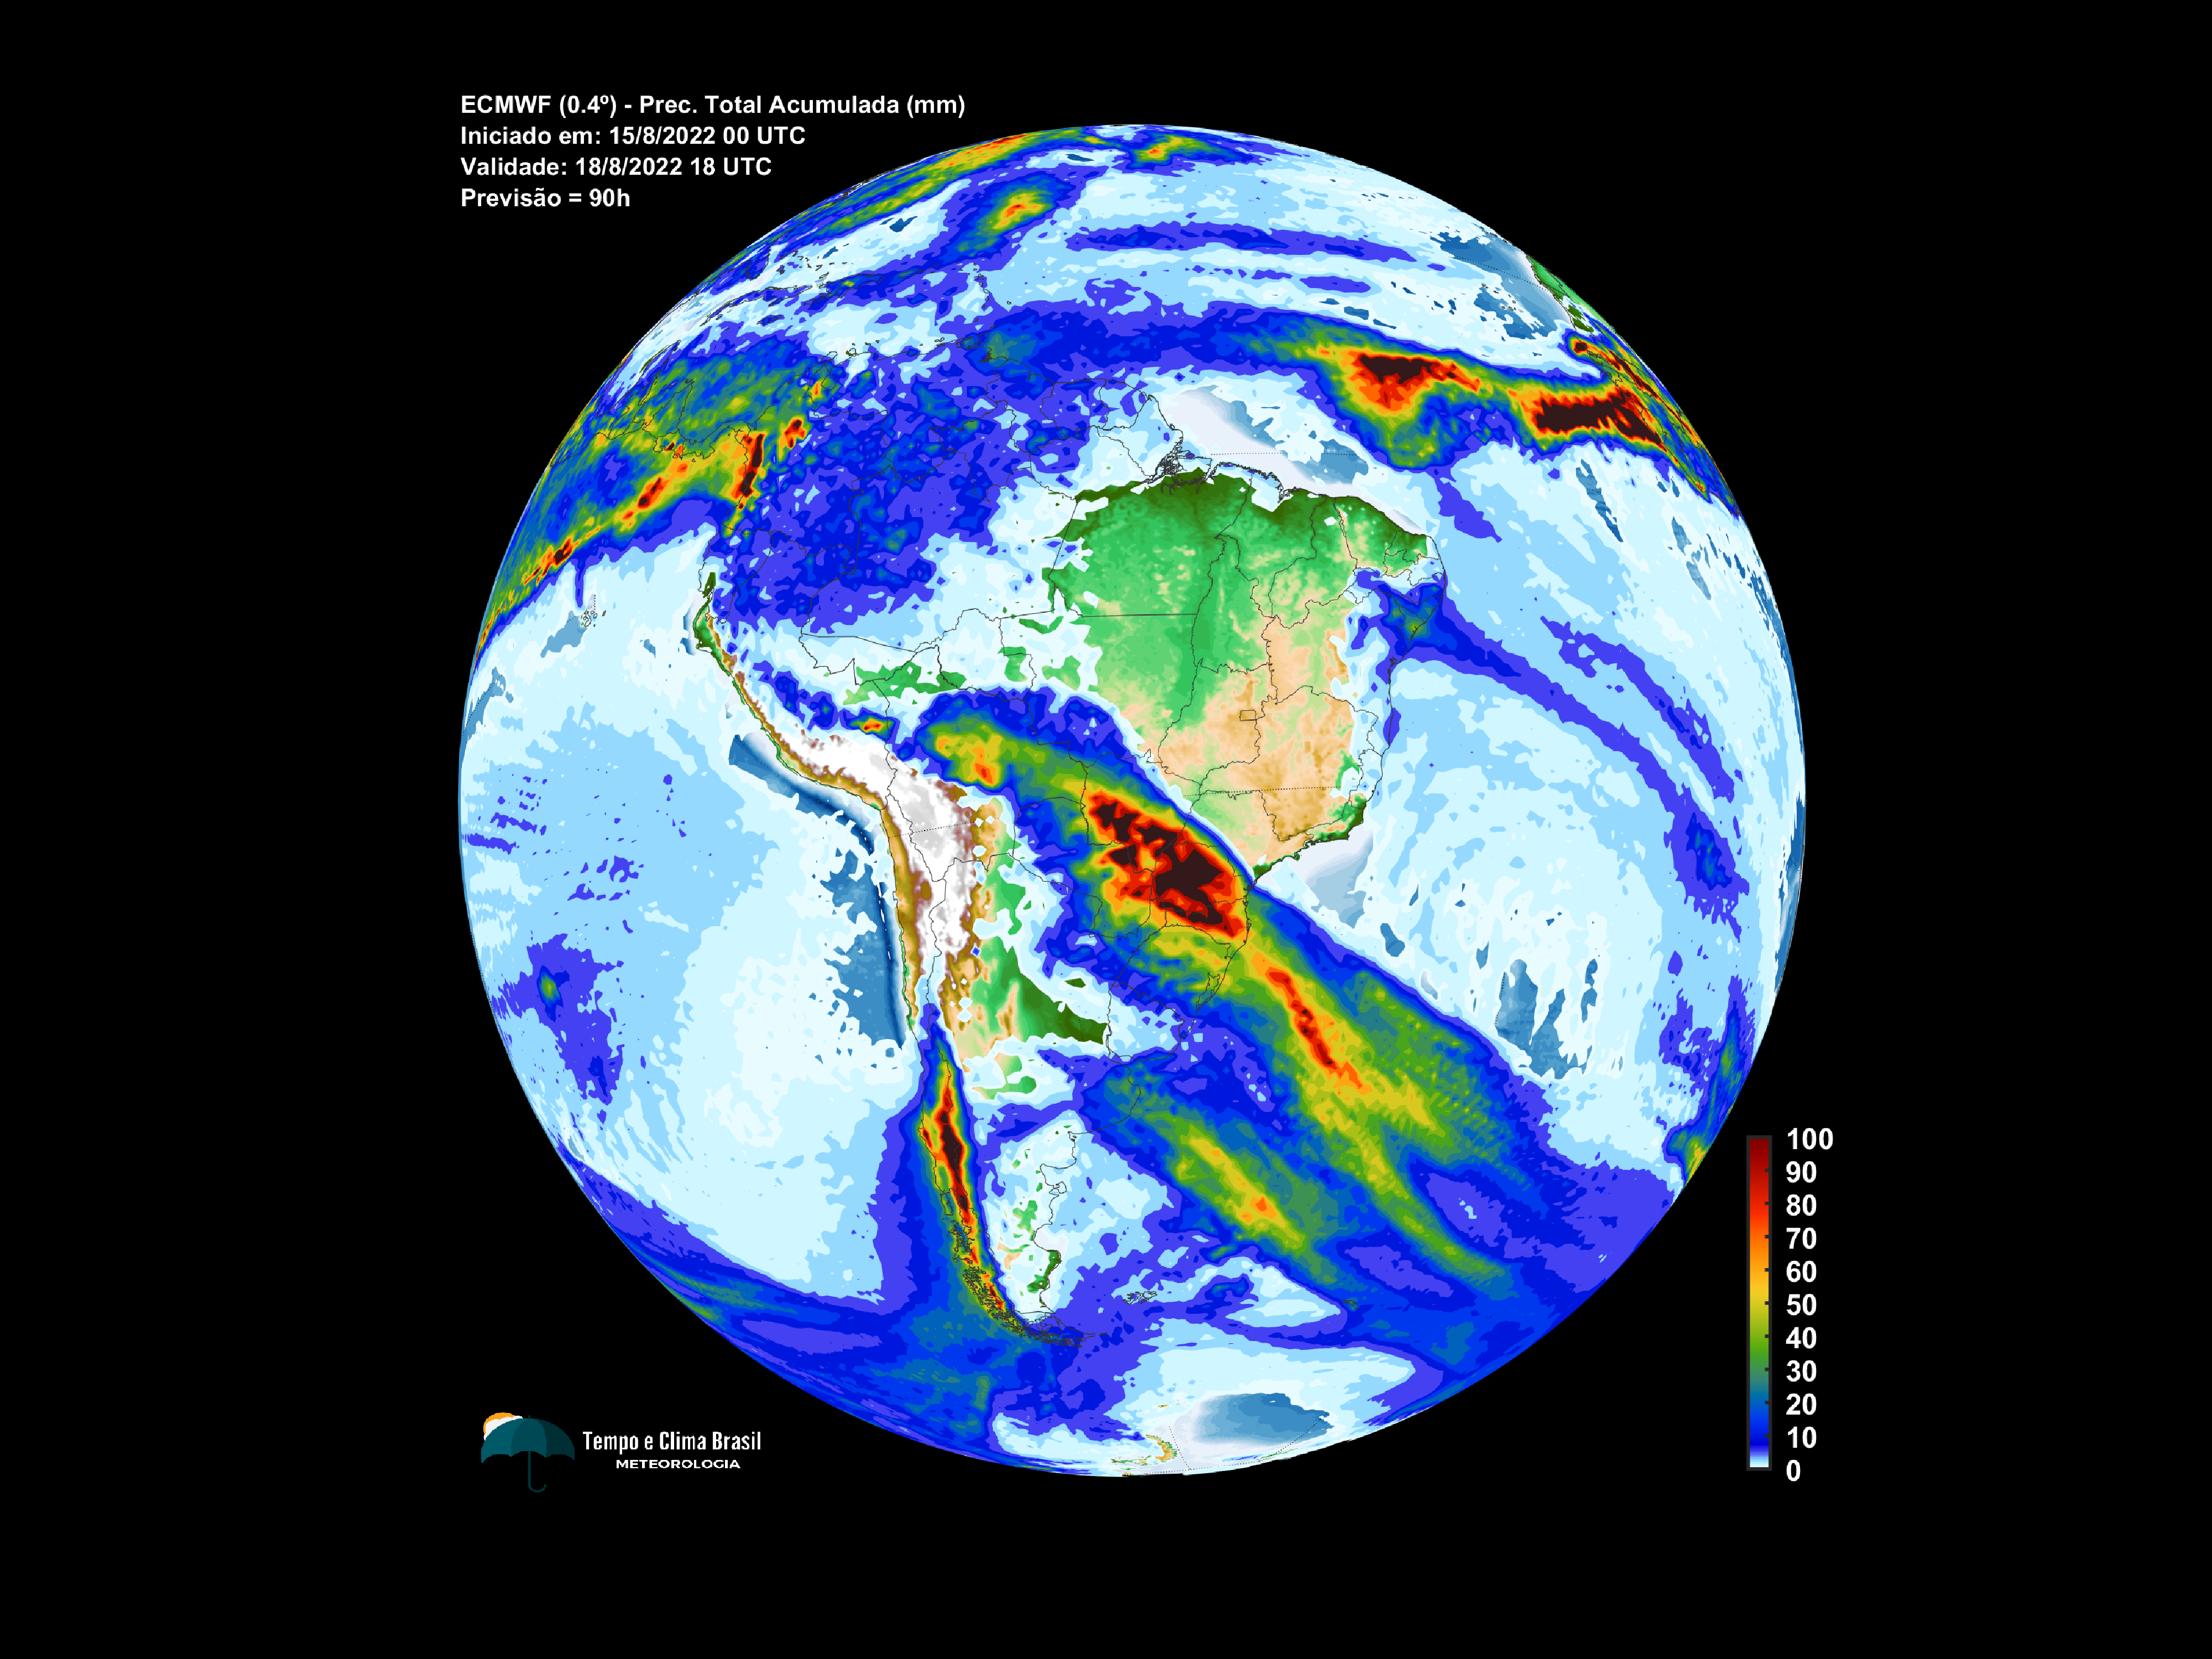 ECMWF (0.4º) - Prec. Total Acumulada (mm)
Iniciado em: 15/8/2022 00 UTC
Validade: 18/8/2022 18 UTC
Previsão = 90h
100
90
80
70
60
50
40
30
20
10
0
Tempo e Clima Brasil
METEOROLOGIA